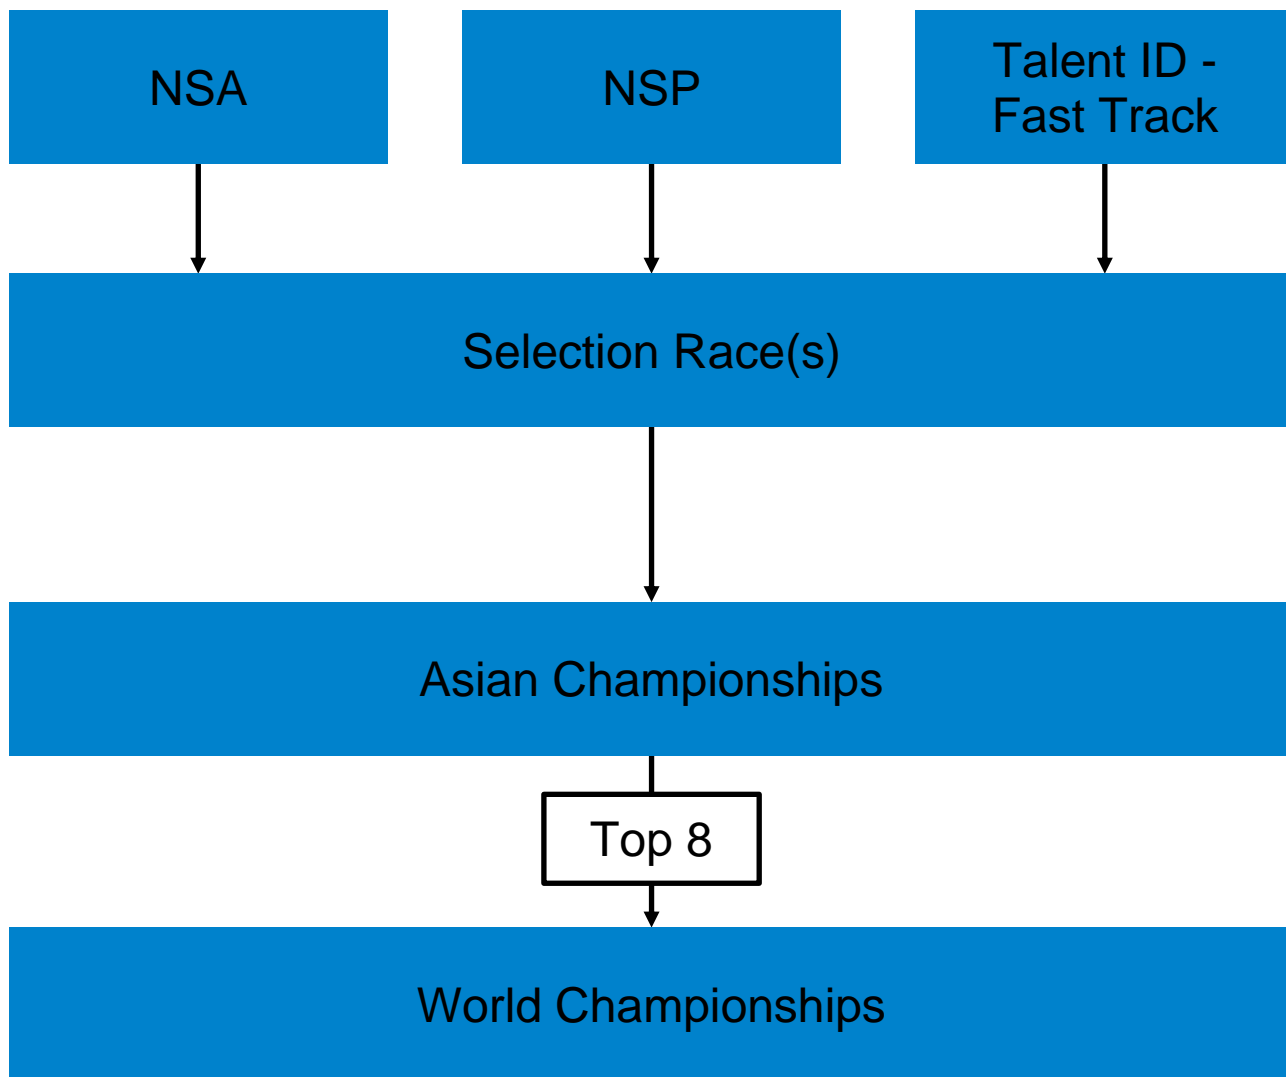 NSA
NSP
Talent ID -
Fast Track
Selection Race(s)
Asian Championships
Top 8
World Championships